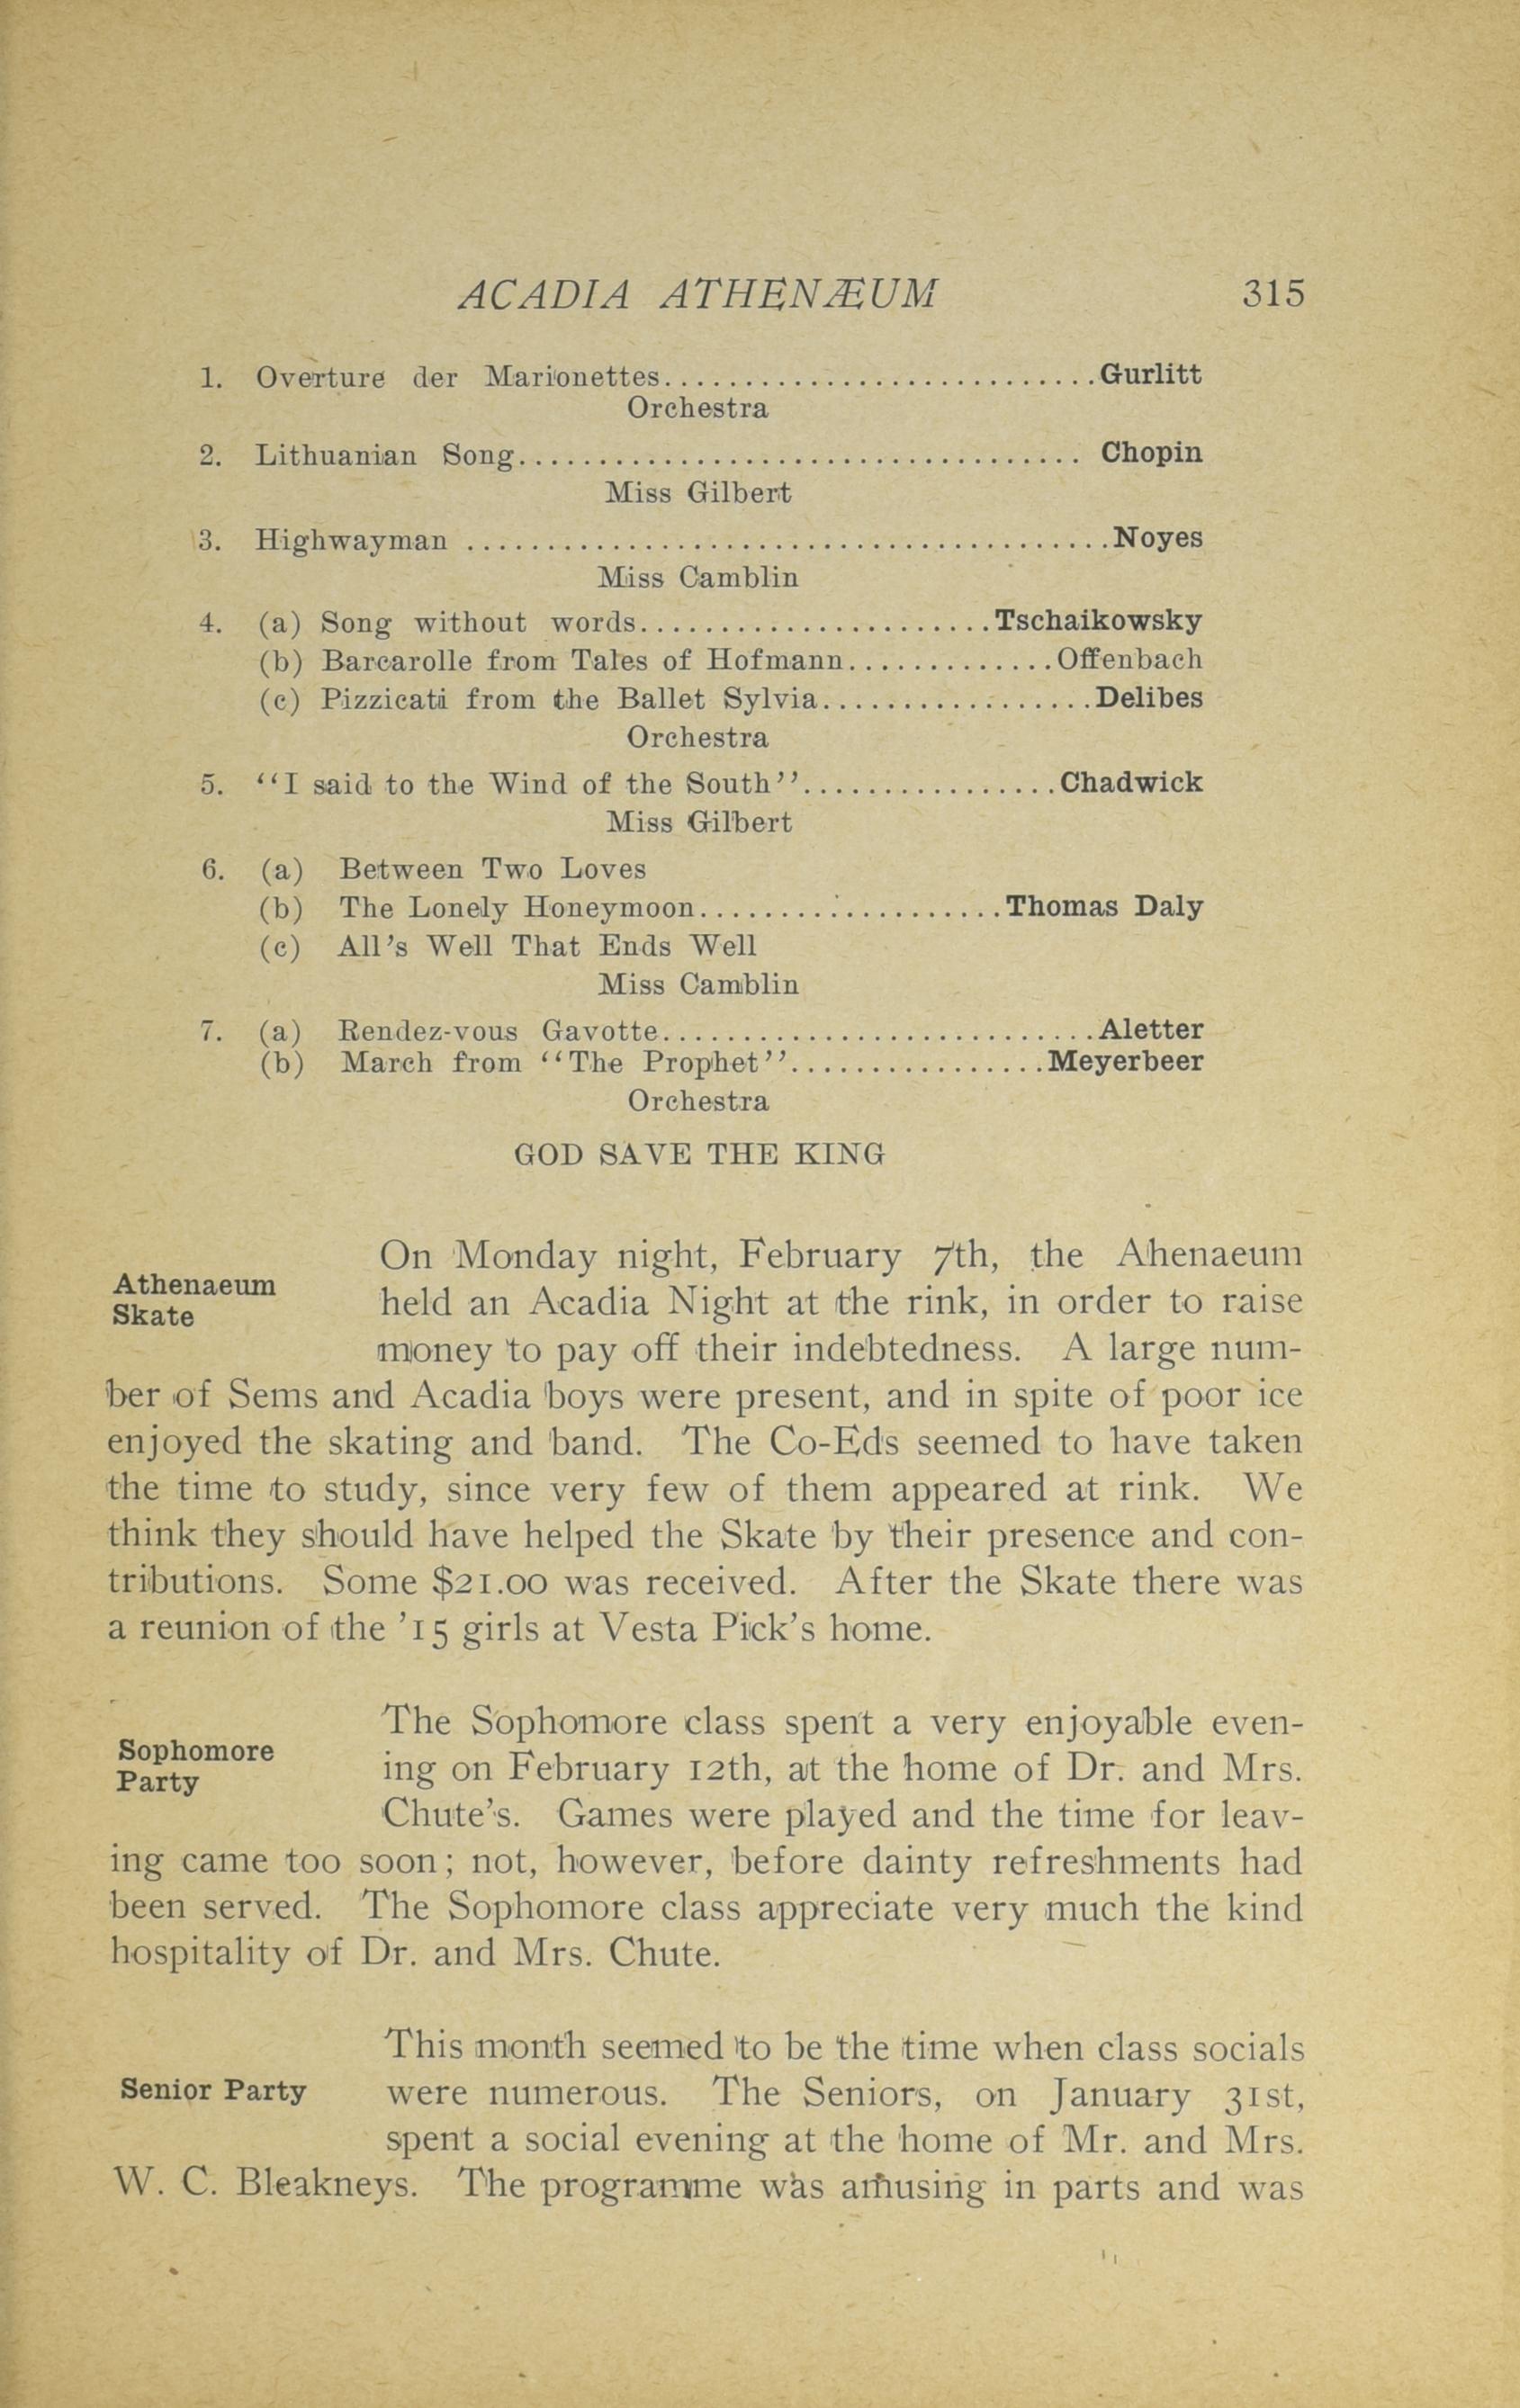 ACADIA ATHENÆUM 315
1. Overture der Marionettes........................... Gurlitt
Orchestra
2. Lithuanian Song................................... Chopin
Miss Gilbert
3. Highwayman ........................................Noyes
Miss Camblin
4. (a) Song without words......................Tschaikowsky
(b) Barcarolle from Tales of Hofmann.............Offenbach
(c) Pizzicati from the Ballet Sylvia.................Delibes
Orchestra
5. "I said to the Wind of the South"................Chadwick
Miss Gilbert
6. (a) Between Two Loves
(b) The Lonely Honeymoon...................Thomas Daly
(c) All's Well That Ends Well
Miss Camblin
7. (a) Rendez-vous Gavotte...........................Aletter
(b) March from "The Prophet"................Meyerbeer
Orchestra
GOD SAVE THE KING
Athenaeum
Skate
On Monday night, February 7th, the Ahenaeum
held an Acadia Night at the rink, in order to raise
money to pay off their indebtedness. A large num-
ber of Sems and Acadia boys were present, and in spite of poor ice
enjoyed the skating and band. The Co-Eds seemed to have taken
the time to study, since very few of them appeared at rink. We
think they should have helped the Skate by their presence and con-
tributions. Some $21.00 was received. After the Skate there was
a reunion of the '15 girls at Vesta Pick's home.
Sophomore
Party
The Sophomore class spent a very enjoyable even-
ing on February 12th, at the home of Dr. and Mrs.
Chute's. Games were played and the time for leav-
ing came too soon; not, however, before dainty refreshments had
been served. The Sophomore class appreciate very much the kind
hospitality of Dr. and Mrs. Chute.
Senior Party
This month seemed to be the time when class socials
were numerous. The Seniors, on January 31st,
spent a social evening at the home of Mr. and Mrs.
W. C. Bleakneys. The programme was amusing in parts and was